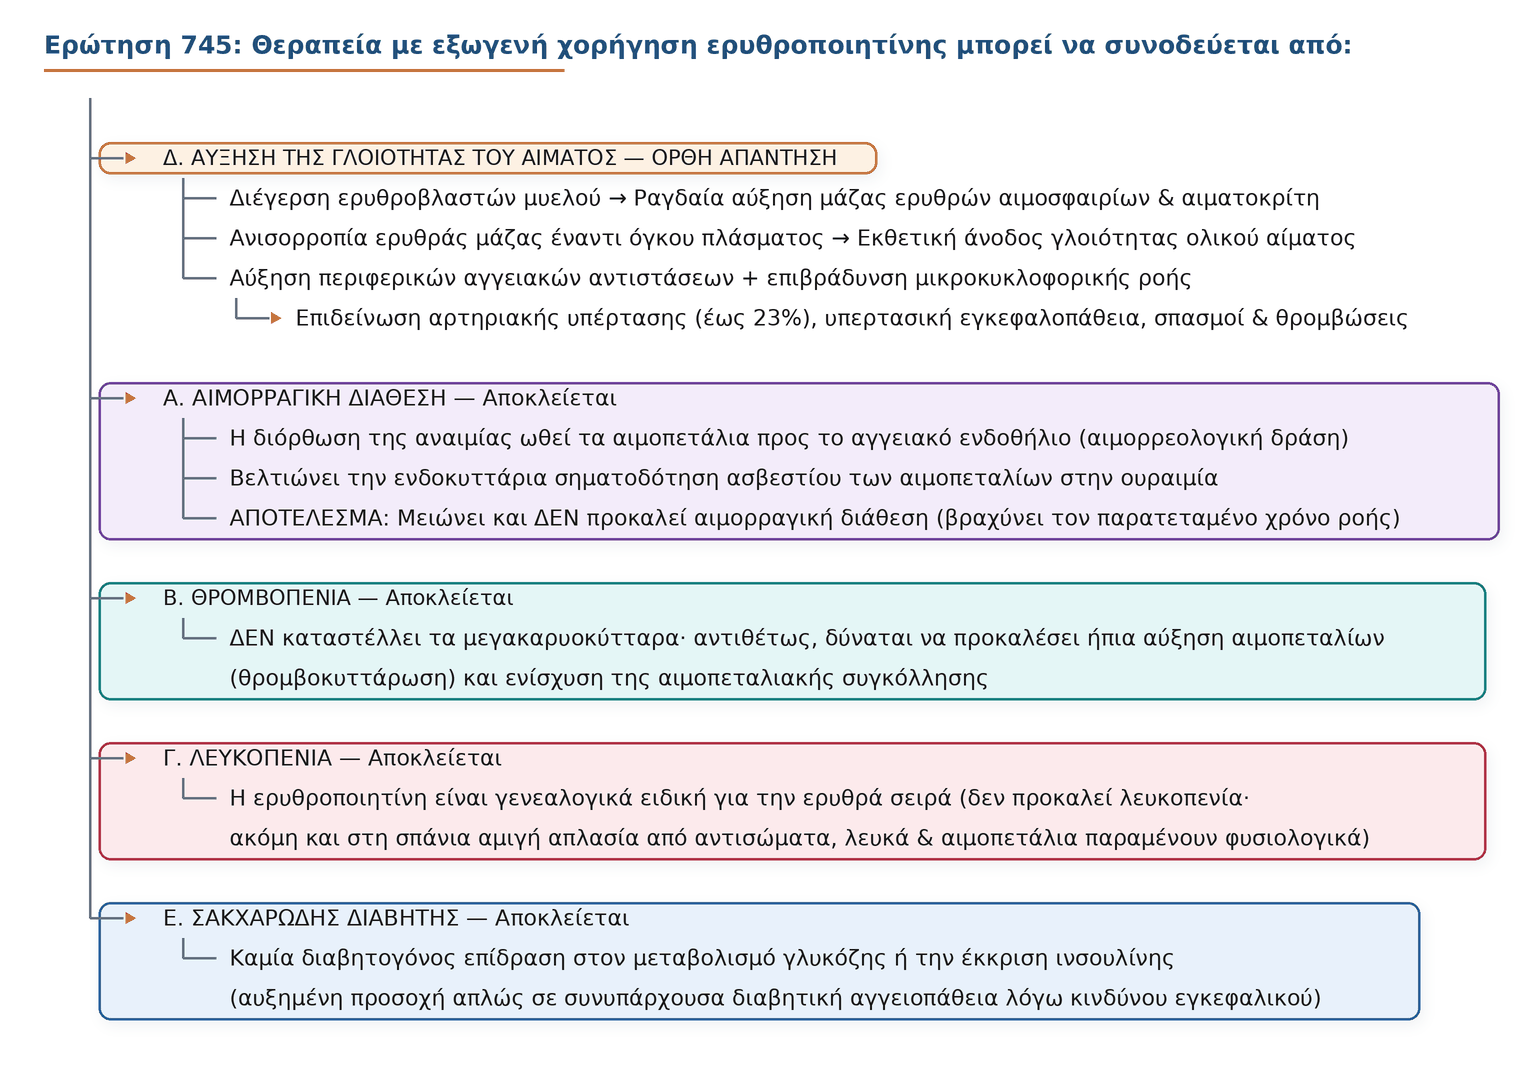 Ερώτηση 745: Θεραπεία με εξωγενή χορήγηση ερυθροποιητίνης μπορεί να συνοδεύεται από:
Δ. ΑΥΞΗΣΗ ΤΗΣ ΓΛΟΙΟΤΗΤΑΣ ΤΟΥ ΑΙΜΑΤΟΣ — ΟΡΘΗ ΑΠΑΝΤΗΣΗ
Διέγερση ερυθροβλαστών μυελού → Ραγδαία αύξηση μάζας ερυθρών αιμοσφαιρίων & αιματοκρίτη
Ανισορροπία ερυθράς μάζας έναντι όγκου πλάσματος → Εκθετική άνοδος γλοιότητας ολικού αίματος
Αύξηση περιφερικών αγγειακών αντιστάσεων + επιβράδυνση μικροκυκλοφορικής ροής
Επιδείνωση αρτηριακής υπέρτασης (έως 23%), υπερτασική εγκεφαλοπάθεια, σπασμοί & θρομβώσεις
Α. ΑΙΜΟΡΡΑΓΙΚΗ ΔΙΑΘΕΣΗ — Αποκλείεται
Η διόρθωση της αναιμίας ωθεί τα αιμοπετάλια προς το αγγειακό ενδοθήλιο (αιμορρεολογική δράση)
Βελτιώνει την ενδοκυττάρια σηματοδότηση ασβεστίου των αιμοπεταλίων στην ουραιμία
ΑΠΟΤΕΛΕΣΜΑ: Μειώνει και ΔΕΝ προκαλεί αιμορραγική διάθεση (βραχύνει τον παρατεταμένο χρόνο ροής)
Β. ΘΡΟΜΒΟΠΕΝΙΑ — Αποκλείεται
ΔΕΝ καταστέλλει τα μεγακαρυοκύτταρα· αντιθέτως, δύναται να προκαλέσει ήπια αύξηση αιμοπεταλίων
(θρομβοκυττάρωση) και ενίσχυση της αιμοπεταλιακής συγκόλλησης
Γ. ΛΕΥΚΟΠΕΝΙΑ — Αποκλείεται
Η ερυθροποιητίνη είναι γενεαλογικά ειδική για την ερυθρά σειρά (δεν προκαλεί λευκοπενία·
ακόμη και στη σπάνια αμιγή απλασία από αντισώματα, λευκά & αιμοπετάλια παραμένουν φυσιολογικά)
Ε. ΣΑΚΧΑΡΩΔΗΣ ΔΙΑΒΗΤΗΣ — Αποκλείεται
Καμία διαβητογόνος επίδραση στον μεταβολισμό γλυκόζης ή την έκκριση ινσουλίνης
(αυξημένη προσοχή απλώς σε συνυπάρχουσα διαβητική αγγειοπάθεια λόγω κινδύνου εγκεφαλικού)